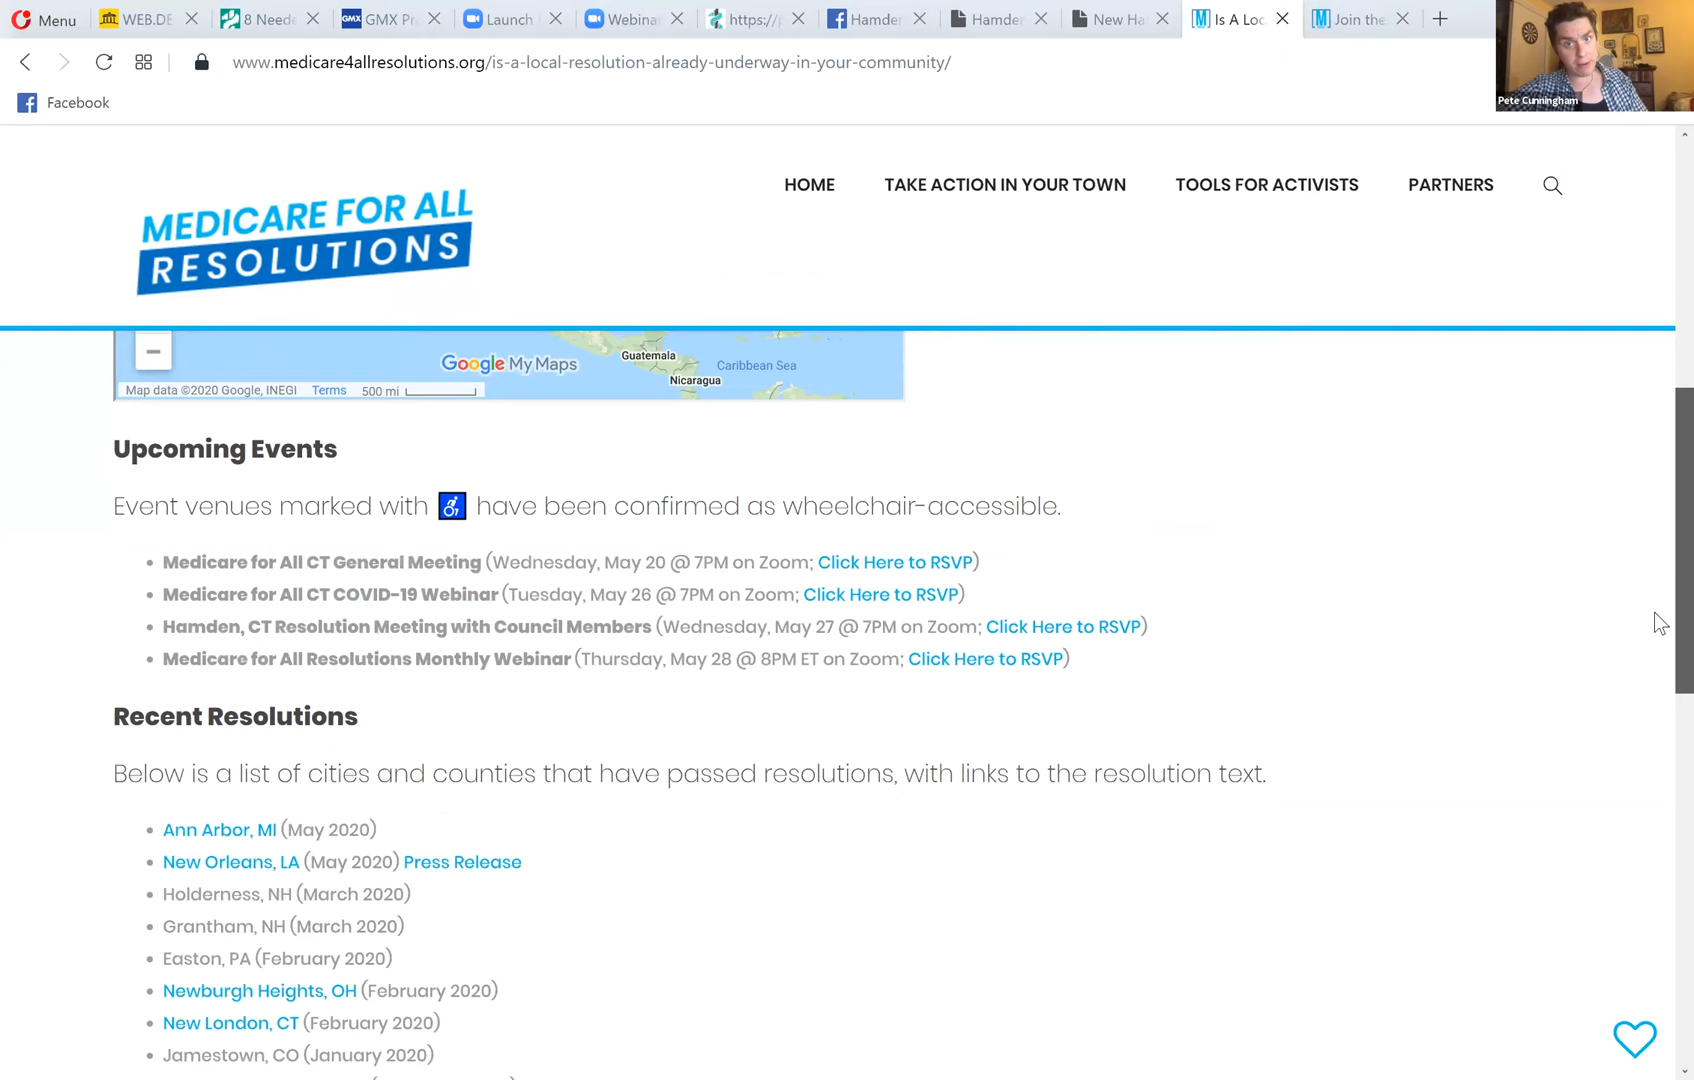 Menu
WEB.DE
8 Neede
GMX Pr
Launch
Webina
https://
Hamde
Hamde
New Ha
Is A Loc
Join the
www.medicare4allresolutions.org/is-a-local-resolution-already-underway-in-your-community/
Facebook
Pete Cunningham
MEDICARE FOR ALL
RESOLUTIONS
HOME
TAKE ACTION IN YOUR TOWN
TOOLS FOR ACTIVISTS
PARTNERS
Guatemala
Caribbean Sea
Nicaragua
Google My Maps
Map data ©2020 Google, INEGI Terms 500 mi
Upcoming Events
Event venues marked with have been confirmed as wheelchair-accessible.
• Medicare for All CT General Meeting (Wednesday, May 20 @ 7PM on Zoom; Click Here to RSVP)
• Medicare for All CT COVID-19 Webinar (Tuesday, May 26 @ 7PM on Zoom; Click Here to RSVP)
• Hamden, CT Resolution Meeting with Council Members (Wednesday, May 27 @ 7PM on Zoom; Click Here to RSVP)
• Medicare for All Resolutions Monthly Webinar (Thursday, May 28 @ 8PM ET on Zoom; Click Here to RSVP)
Recent Resolutions
Below is a list of cities and counties that have passed resolutions, with links to the resolution text.
• Ann Arbor, MI (May 2020)
• New Orleans, LA (May 2020) Press Release
• Holderness, NH (March 2020)
• Grantham, NH (March 2020)
• Easton, PA (February 2020)
• Newburgh Heights, OH (February 2020)
• New London, CT (February 2020)
• Jamestown, CO (January 2020)